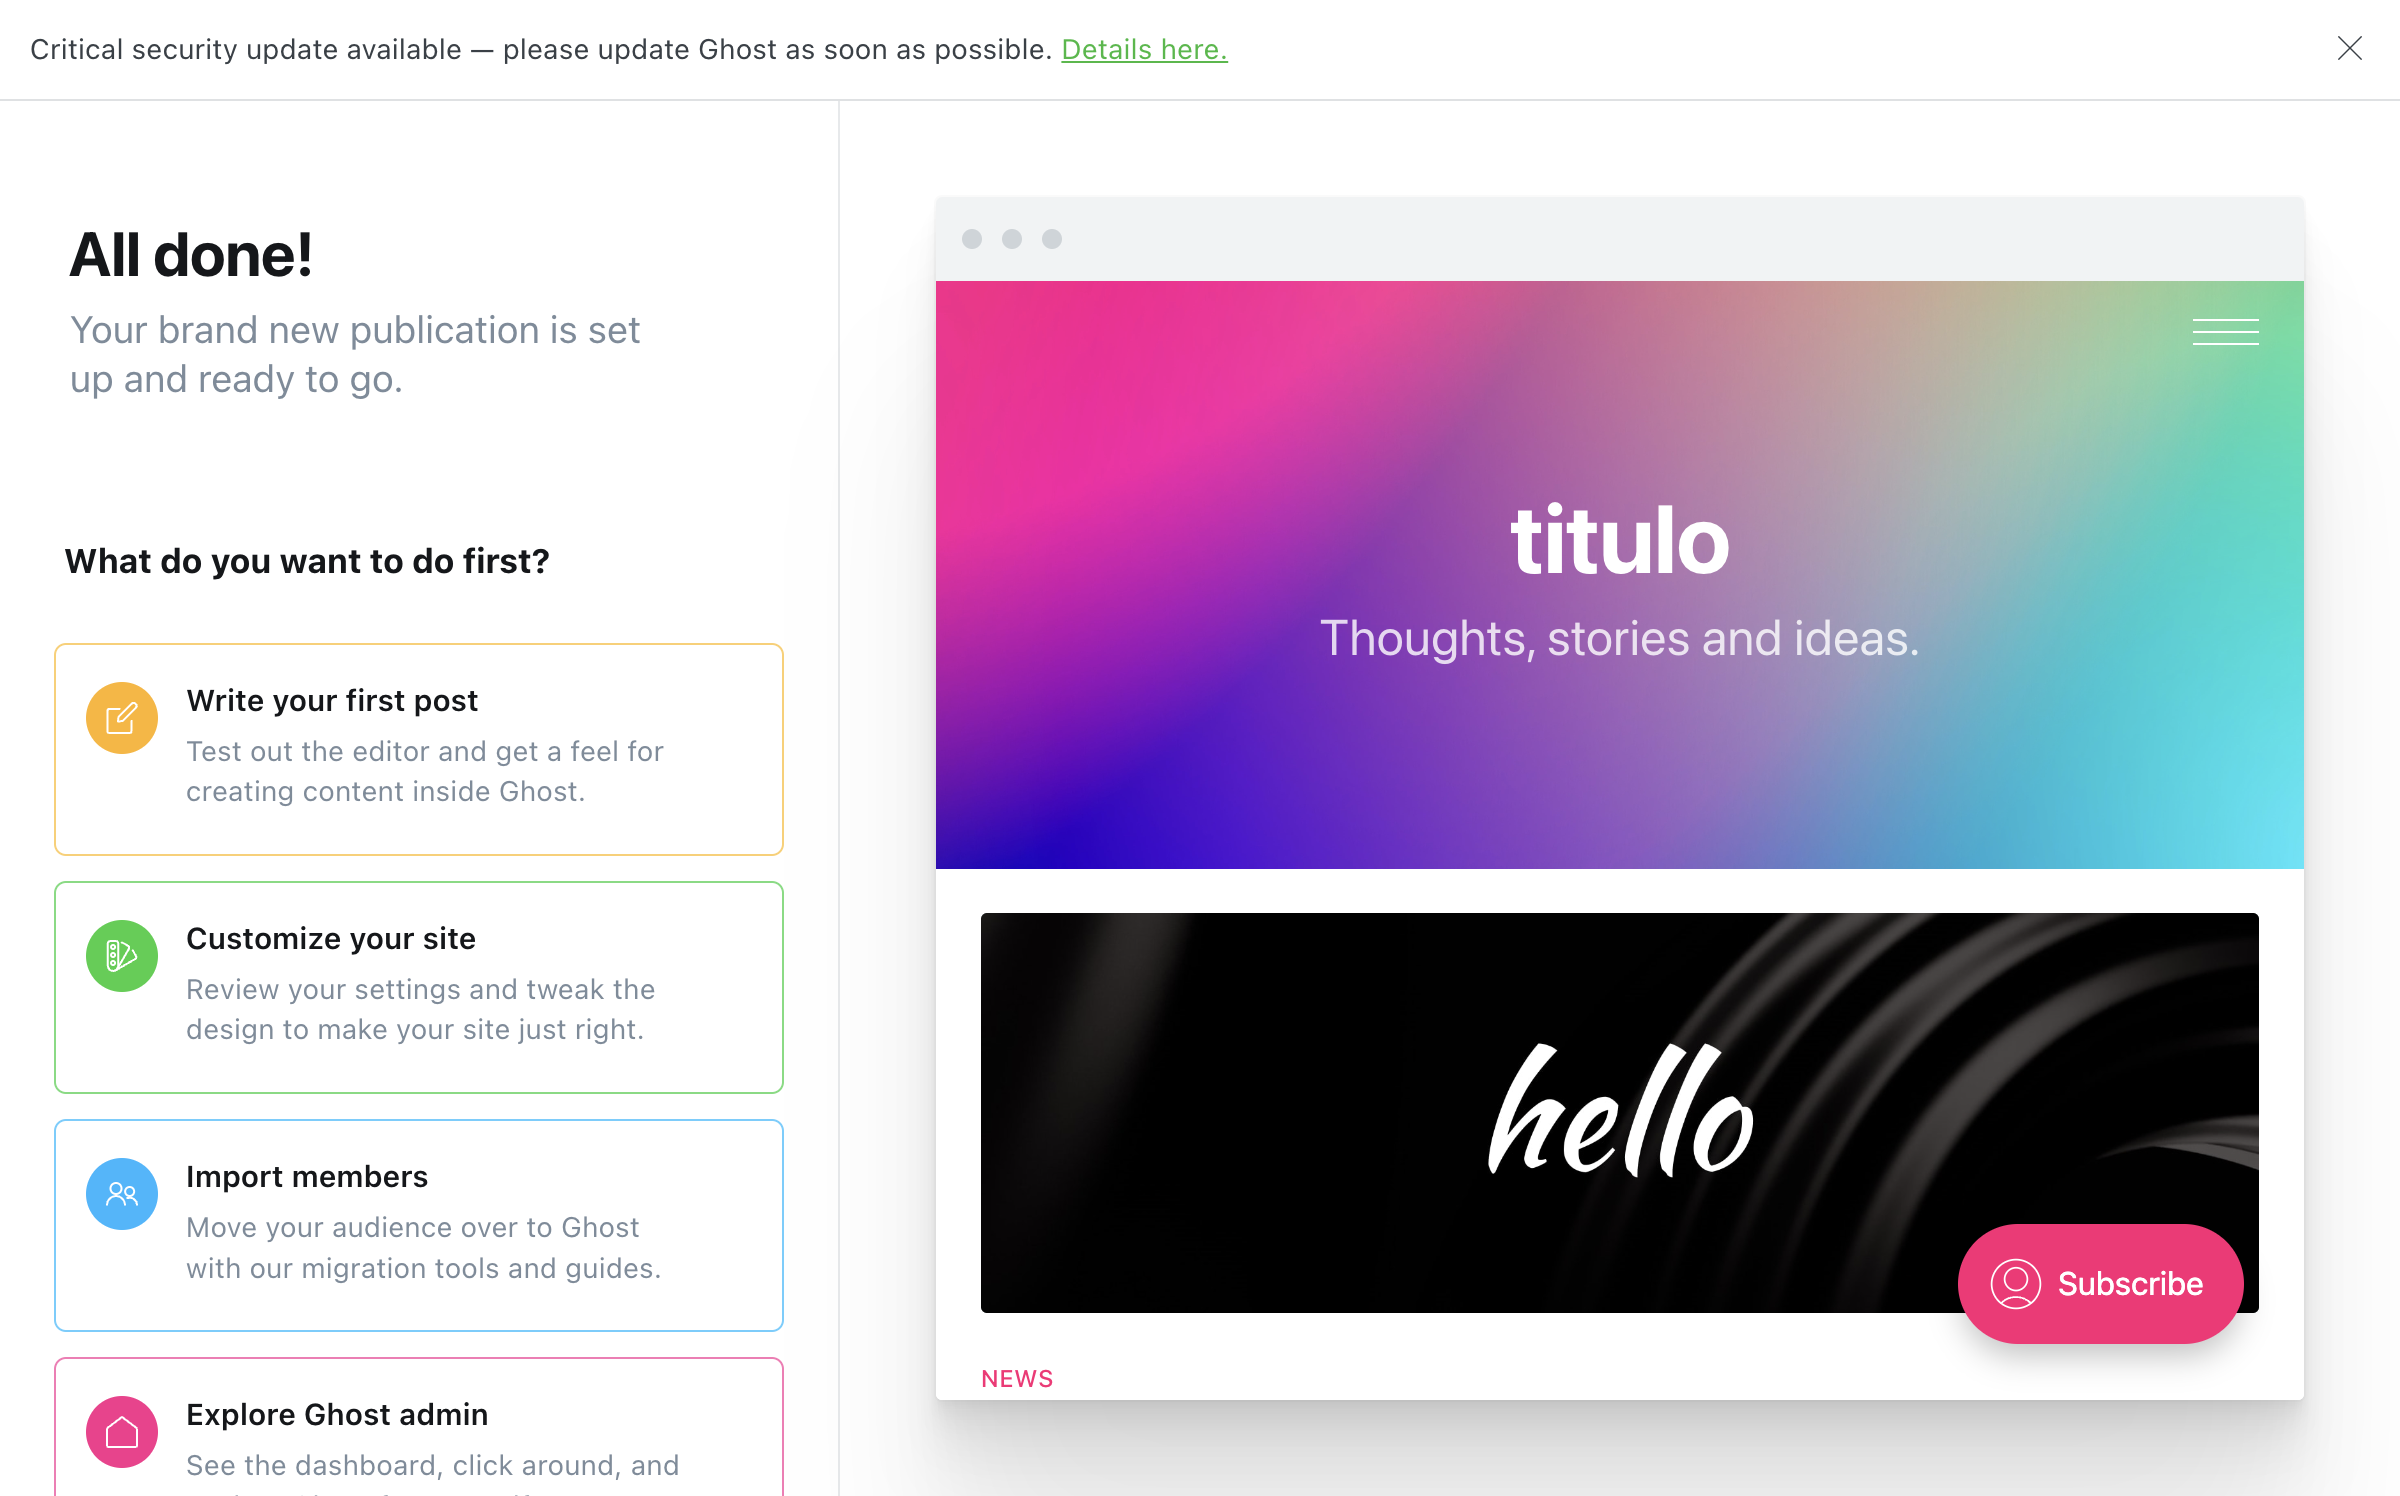 Critical security update available — please update Ghost as soon as possible. Details here.
All done!
Your brand new publication is set
up and ready to go.
What do you want to do first?
Write your first post
Test out the editor and get a feel for
creating content inside Ghost.
Customize your site
Review your settings and tweak the
design to make your site just right.
Import members
Move your audience over to Ghost
with our migration tools and guides.
Explore Ghost admin
See the dashboard, click around, and
titulo
Thoughts, stories and ideas.
hello
Subscribe
NEWS